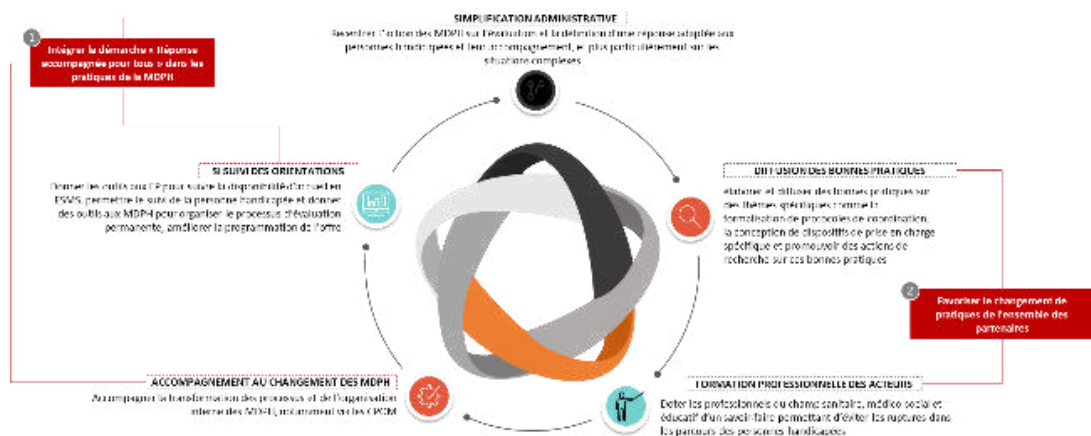 SIMPLIFICATION ADMINISTRATIVE
Recentrer l'action des MDPH sur l'évaluation et la définition d'une réponse adaptée aux
personnes handicapées et leur accompagnement, et plus particulièrement sur les
situations complexes
1
Intégrer la démarche « Réponse
accompagnée pour tous » dans les
pratiques de la MDPH
SI SUIVI DES ORIENTATIONS
Donner les outils aux pour suivre la disponibilité d'accueil en
ESMS, permettre le suivi de la personne handicapée et donner
des outils aux MDPH pour organiser le processus d'évaluation
permanente, améliorer la programmation de l'offre
DIFFUSION DES BONNES PRATIQUES
élaborer et diffuser des bonnes pratiques sur
des thèmes spécifiques comme la
formalisation de protocoles de coordination,
la conception de dispositifs de prise en charge
spécifique et promouvoir des actions de
recherche sur ces bonnes pratiques
2
Favoriser le changement de
pratiques de l'ensemble des
partenaires
ACCOMPAGNEMENT AU CHANGEMENT DES MDPH
Accompagner la transformation des processus et de l'organisation
interne des MDPH, notamment via les CPOM
FORMATION PROFESSIONNELLE DES ACTEURS
Doter les professionnels du champ sanitaire, médico-social et
éducatif d'un savoir-faire permettant d'éviter les ruptures dans
les parcours des personnes handicapées